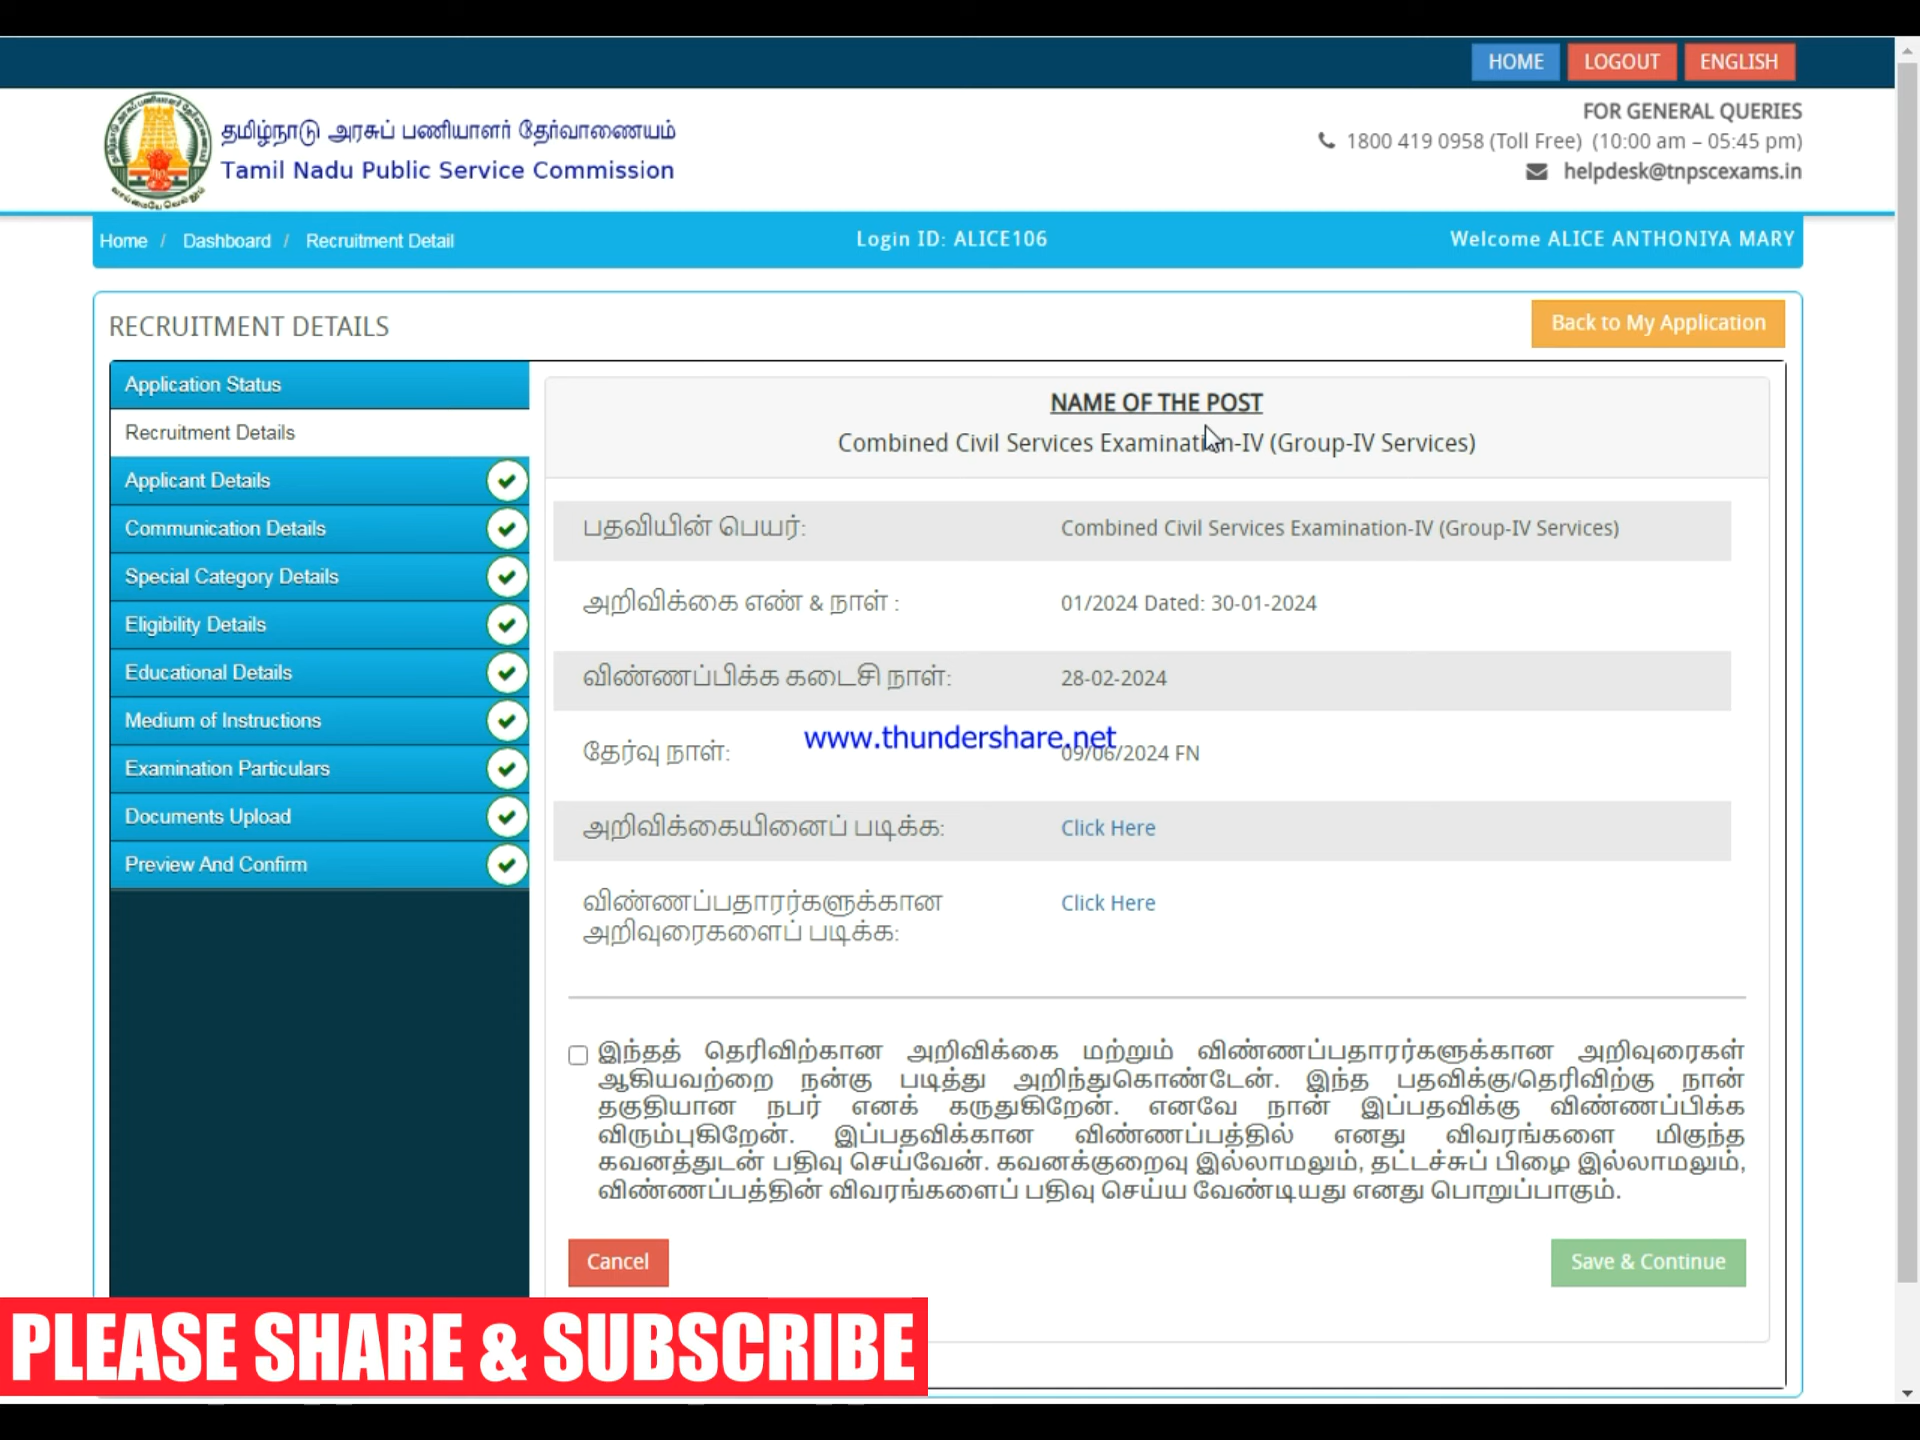 HOME LOGOUT ENGLISH
தமிழ்நாடு அரசுப் பணியாளர் தேர்வாணையம்
Tamil Nadu Public Service Commission
வாய்மையே வெல்லும்
FOR GENERAL QUERIES
1800 419 0958 (Toll Free) (10:00 am – 05:45 pm)
helpdesk@tnpscexams.in
Home / Dashboard / Recruitment Detail
Login ID: ALICE106
Welcome ALICE ANTHONIYA MARY
RECRUITMENT DETAILS
Back to My Application
Application Status
Recruitment Details
Applicant Details
Communication Details
Special Category Details
Eligibility Details
Educational Details
Medium of Instructions
Examination Particulars
Documents Upload
Preview And Confirm
NAME OF THE POST
Combined Civil Services Examination-IV (Group-IV Services)
பதவியின் பெயர்: Combined Civil Services Examination-IV (Group-IV Services)
அறிவிக்கை எண் & நாள் : 01/2024 Dated: 30-01-2024
விண்ணப்பிக்க கடைசி நாள்: 28-02-2024
www.thundershare.net
தேர்வு நாள்: 09/06/2024 FN
அறிவிக்கையினைப் படிக்க: Click Here
விண்ணப்பதாரர்களுக்கான Click Here
அறிவுரைகளைப் படிக்க:
இந்தத் தெரிவிற்கான அறிவிக்கை மற்றும் விண்ணப்பதாரர்களுக்கான அறிவுரைகள்
ஆகியவற்றை நன்கு படித்து அறிந்துகொண்டேன். இந்த பதவிக்கு/தெரிவிற்கு நான்
தகுதியான நபர் எனக் கருதுகிறேன். எனவே நான் இப்பதவிக்கு விண்ணப்பிக்க
விரும்புகிறேன். இப்பதவிக்கான விண்ணப்பத்தில் எனது விவரங்களை மிகுந்த
கவனத்துடன் பதிவு செய்வேன். கவனக்குறைவு இல்லாமலும், தட்டச்சுப் பிழை இல்லாமலும்,
விண்ணப்பத்தின் விவரங்களைப் பதிவு செய்ய வேண்டியது எனது பொறுப்பாகும்.
Cancel
Save & Continue
PLEASE SHARE & SUBSCRIBE